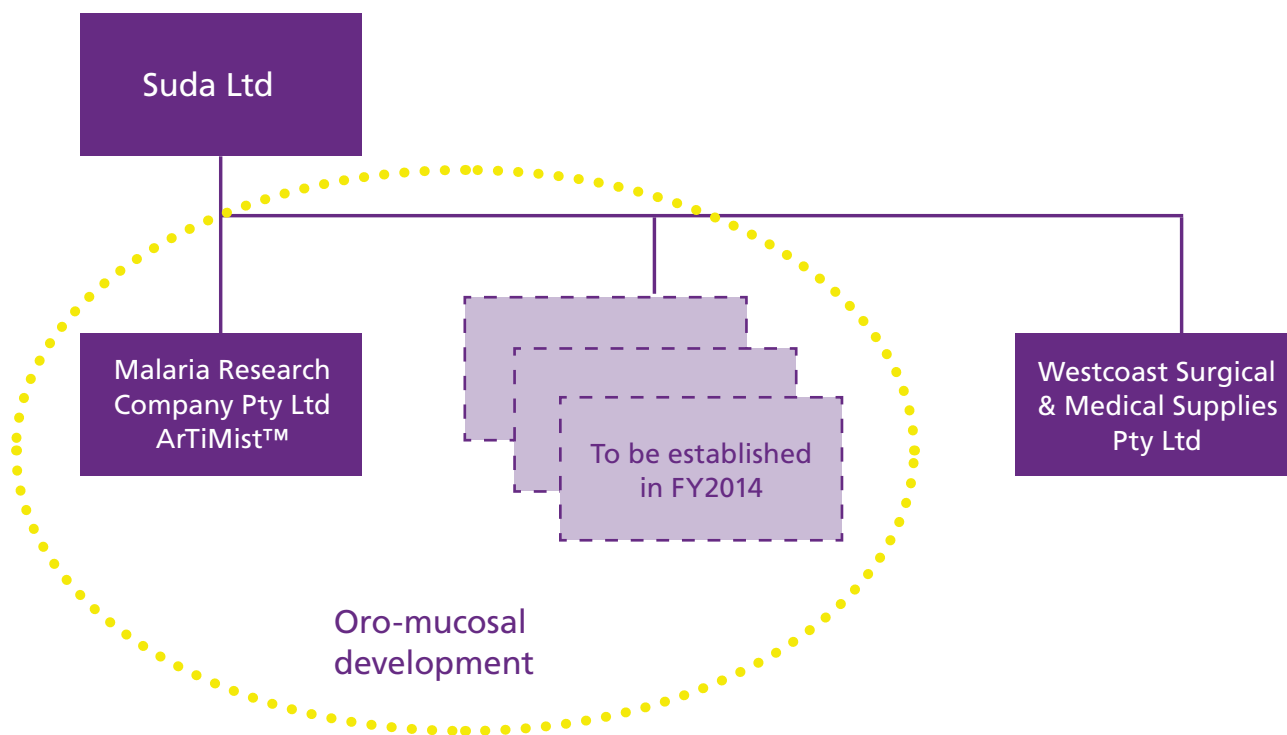 Suda Ltd
Malaria Research
Company Pty Ltd
ArTiMist™
To be established
in FY2014
Westcoast Surgical
& Medical Supplies
Pty Ltd
Oro-mucosal
development